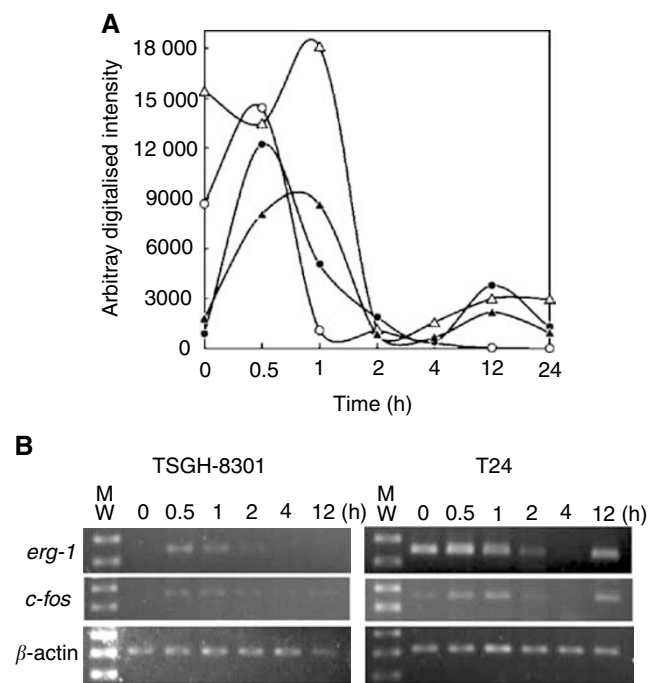 A
Arbitray digitalised intensity
18 000
15 000
12 000
9000
6000
3000
0
0 0.5 1 2 4 12 24
Time (h)
B
TSGH-8301 T24
M W 0 0.5 1 2 4 12 (h) M W 0 0.5 1 2 4 12 (h)
erg-1
c-fos
β-actin